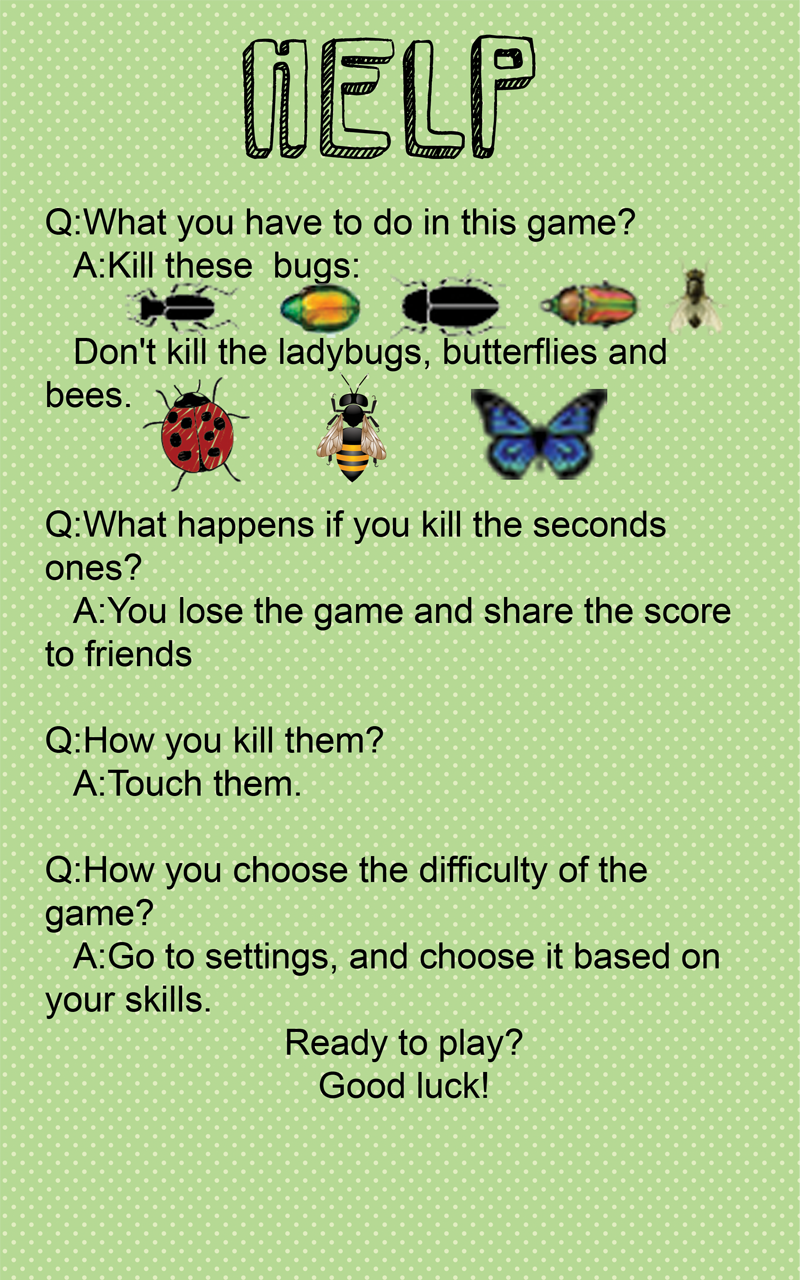 HELP
Q:What you have to do in this game?
A:Kill these bugs:
Don't kill the ladybugs, butterflies and
bees.
Q:What happens if you kill the seconds
ones?
A:You lose the game and share the score
to friends
Q:How you kill them?
A:Touch them.
Q:How you choose the difficulty of the
game?
A:Go to settings, and choose it based on
your skills.
Ready to play?
Good luck!